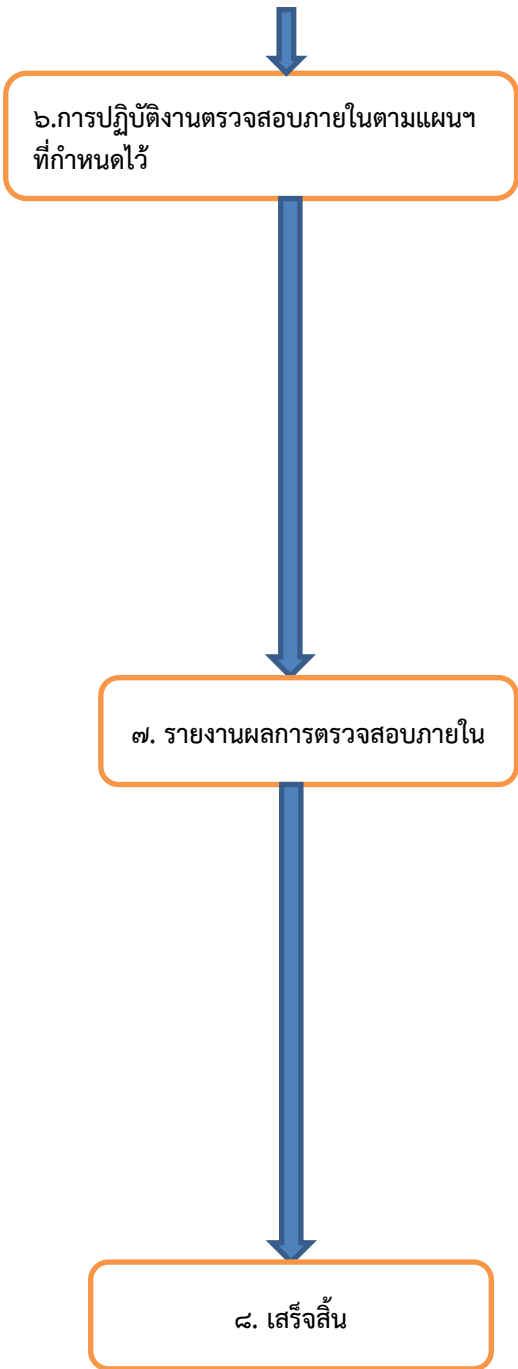 ๖.การปฏิบัติงานตรวจสอบภายในตามแผนฯ
ที่กำหนดไว้
๗. รายงานผลการตรวจสอบภายใน
๘. เสร็จสิ้น